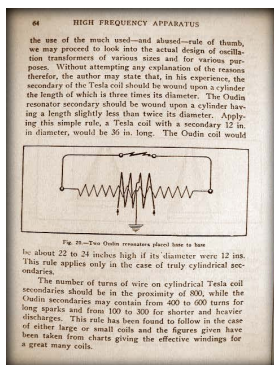 64 HIGH FREQUENCY APPARATUS
the use of the much used—and abused—rule of thumb,
we may proceed to look into the actual design of oscilla-
tion transformers of various sizes and for various pur-
poses. Without attempting any explanation of the reasons
therefor, the author may state that, in his experience, the
secondary of the Tesla coil should be wound upon a cylinder
the length of which is three times its diameter. The Oudin
resonator secondary should be wound upon a cylinder hav-
ing a length slightly less than twice its diameter. Apply-
ing this simple rule, a Tesla coil with a secondary 12 in.
in diameter, would be 36 in. long. The Oudin coil would
Fig. 29.—Two Oudin resonators placed base to base
be about 22 to 24 inches high if its diameter were 12 ins.
This rule applies only in the case of truly cylindrical sec-
ondaries.
The number of turns of wire on cylindrical Tesla coil
secondaries should be in the proximity of 800, while the
Oudin secondaries may contain from 400 to 600 turns for
long sparks and from 100 to 300 for shorter and heavier
discharges. This rule has been found to follow in the case
of either large or small coils and the figures given have
been taken from charts giving the effective windings for
a great many coils.